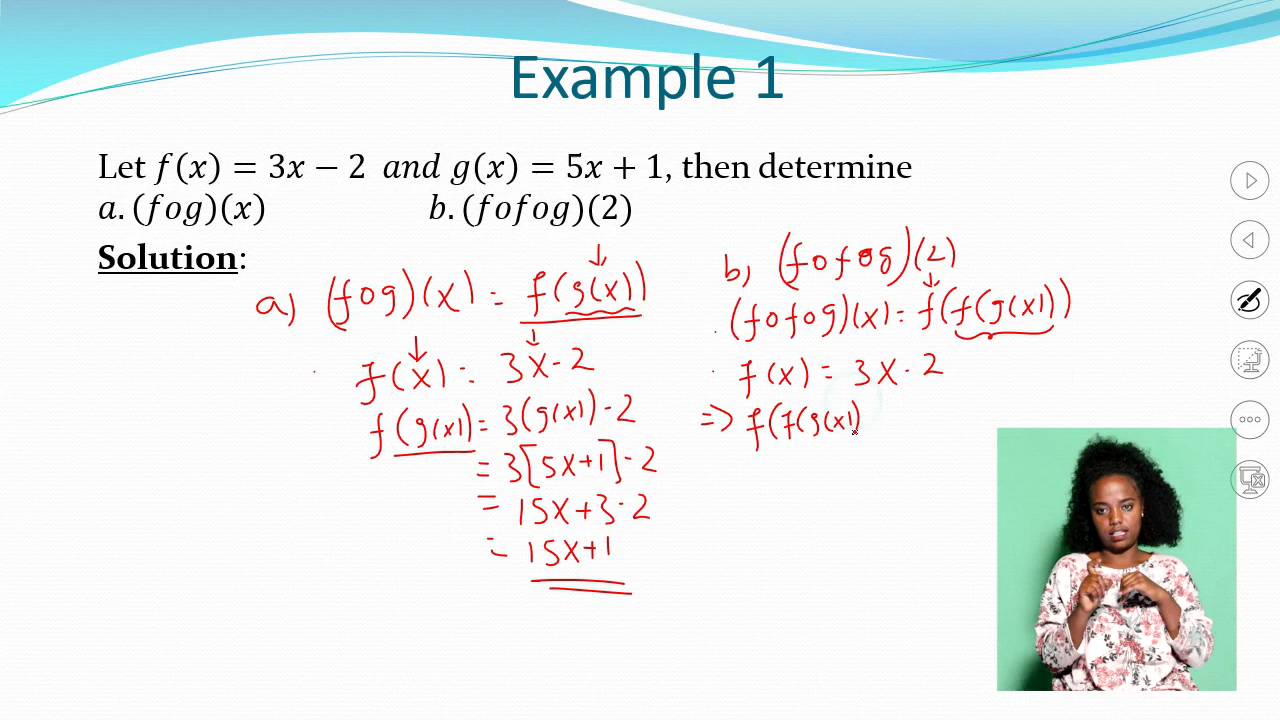 Example 1
Let f(x) = 3x − 2 and g(x) = 5x + 1, then determine
a. (fog)(x) b. (fofog)(2)
Solution:
a) (fog)(x) = f(g(x))
f(x) = 3x - 2
f(g(x)) = 3(g(x)) - 2
= 3[5x+1] - 2
= 15x+3-2
= 15x+1
b) (fofog)(2)
(fofog)(x) = f(f(g(x)))
f(x) = 3x - 2
=> f(f(g(x))